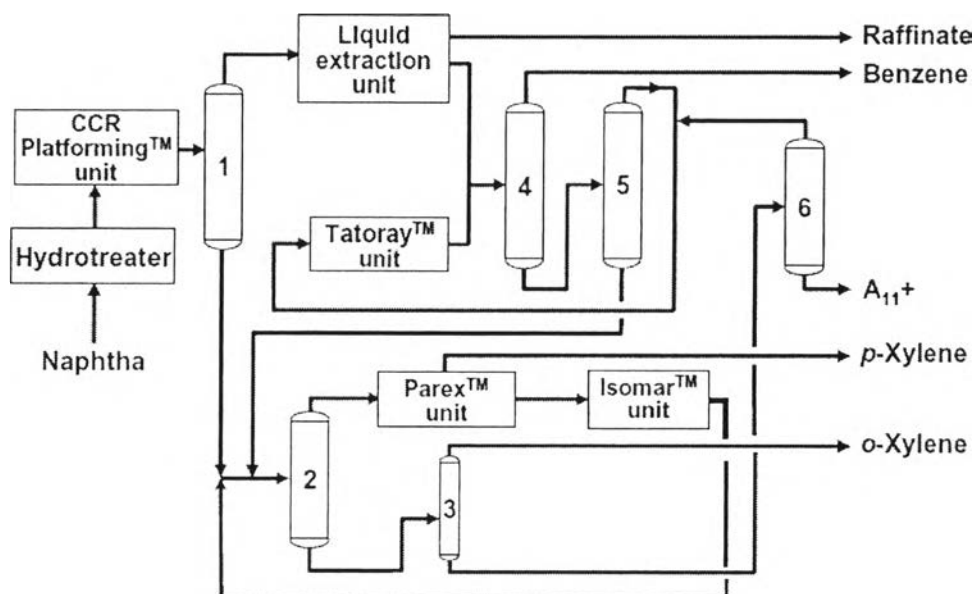 Liquid
extraction
unit
Raffinate
Benzene
CCR
Platforming™
unit
1
4
5
6
Hydrotreater
Tatoray™
unit
A₁₁+
Naphtha
p-Xylene
Parex™
unit
Isomar™
unit
o-Xylene
2
3